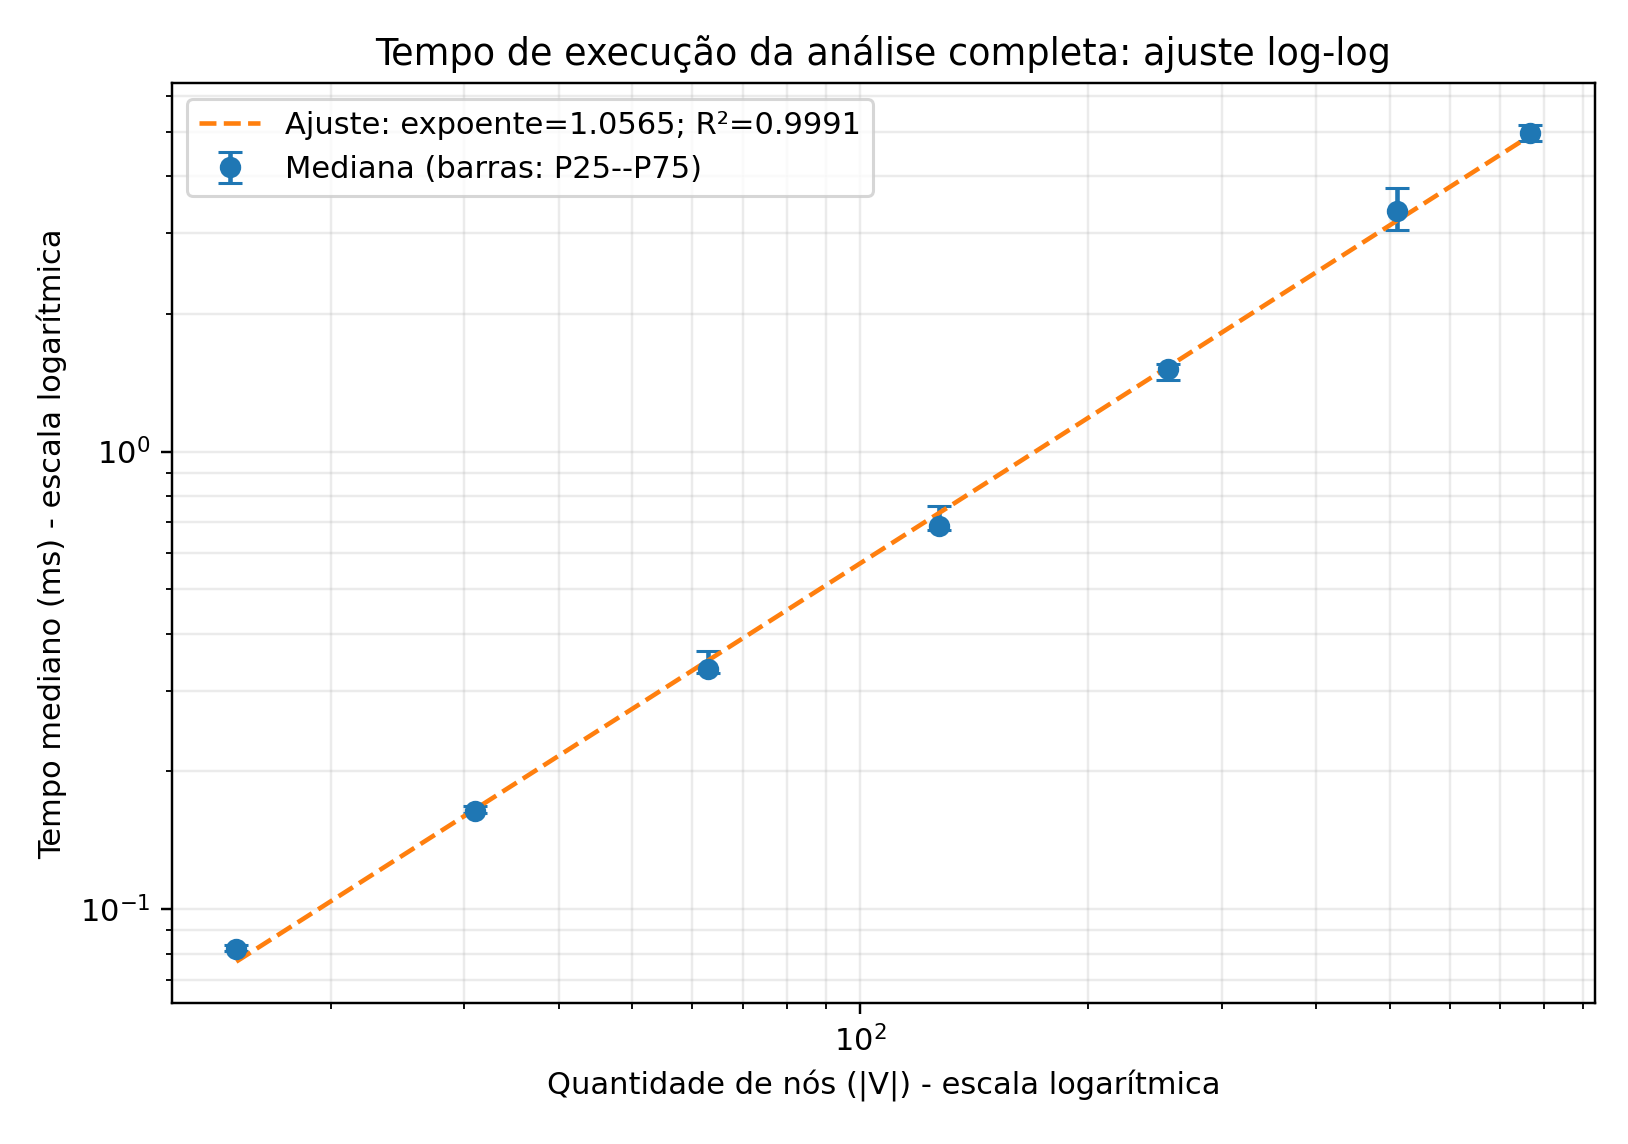 Tempo de execução da análise completa: ajuste log-log
Ajuste: expoente=1.0565; R²=0.9991
Mediana (barras: P25--P75)
Tempo mediano (ms) - escala logarítmica
10⁰
10⁻¹
10²
Quantidade de nós (|V|) - escala logarítmica